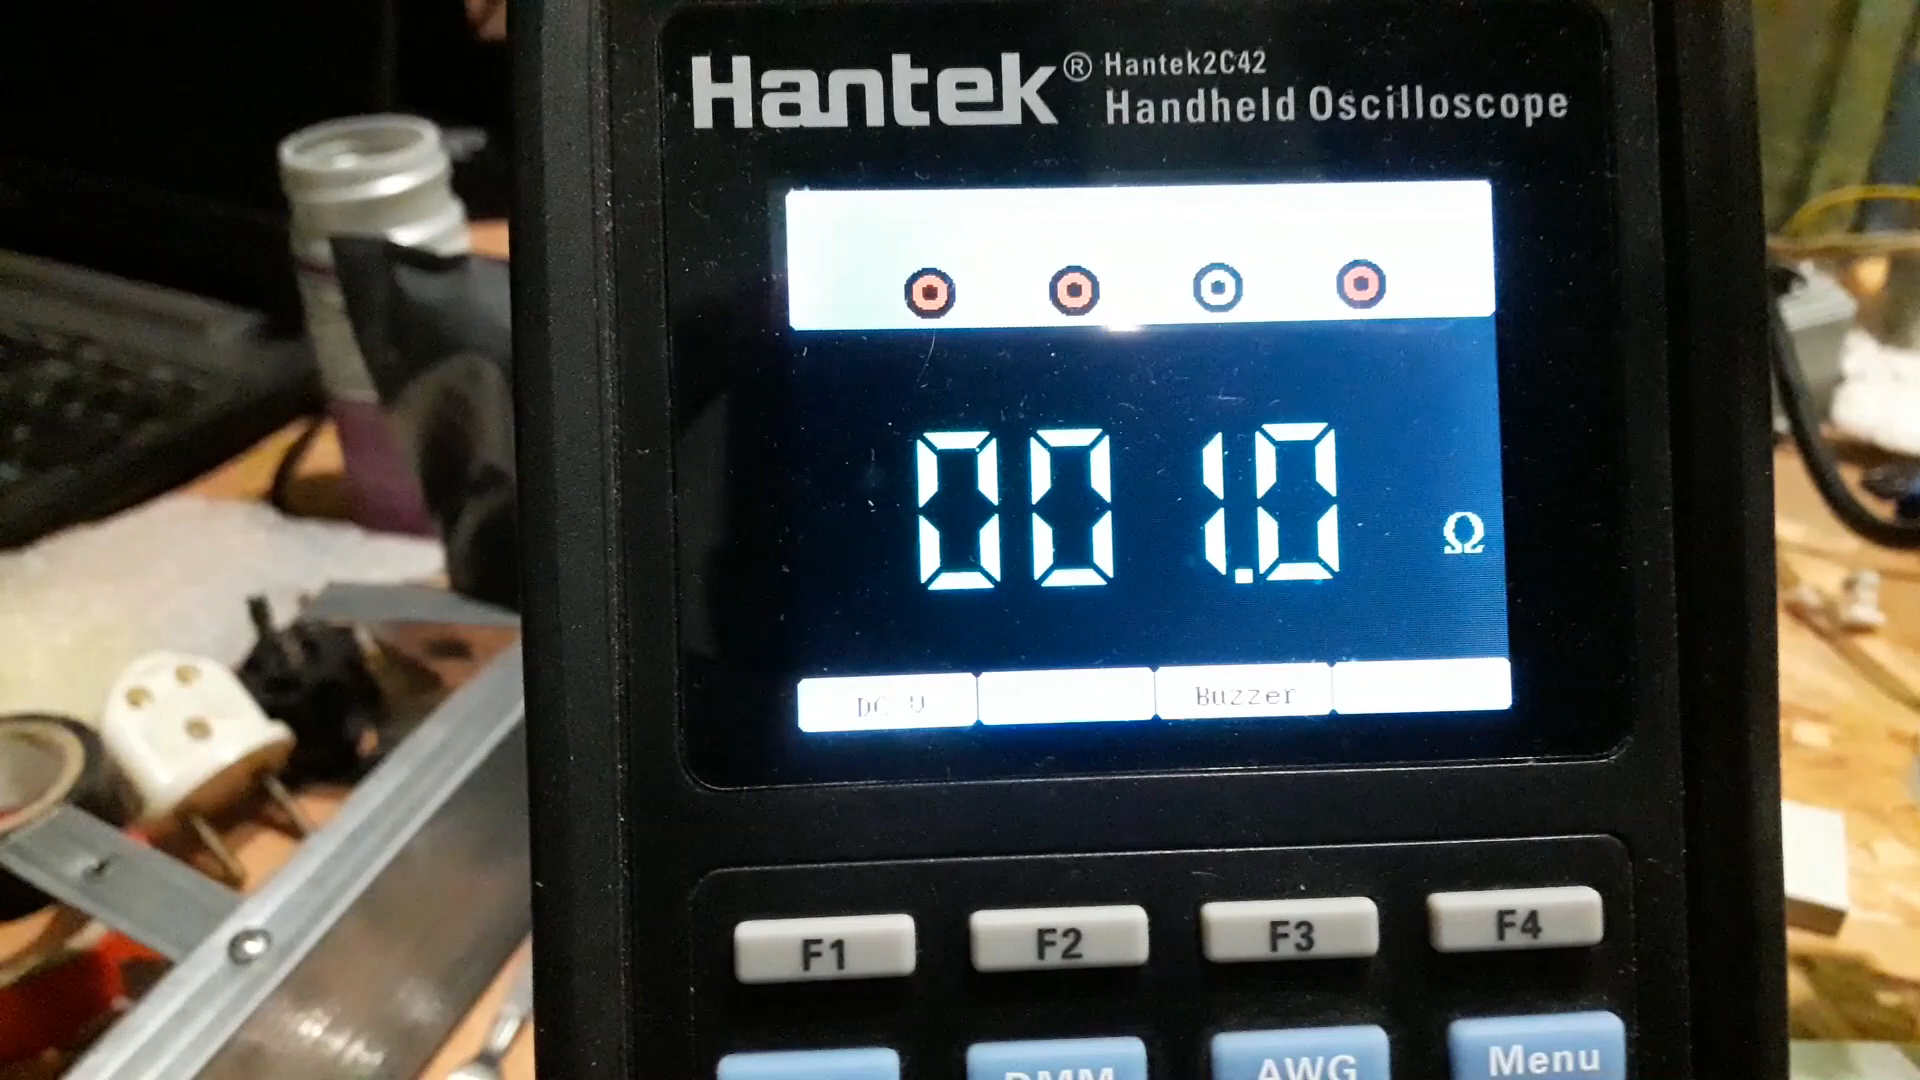 Hantek® Hantek2C42
Handheld Oscilloscope
001.0 Ω
DC V Buzzer
F1 F2 F3 F4
DMM AWG Menu